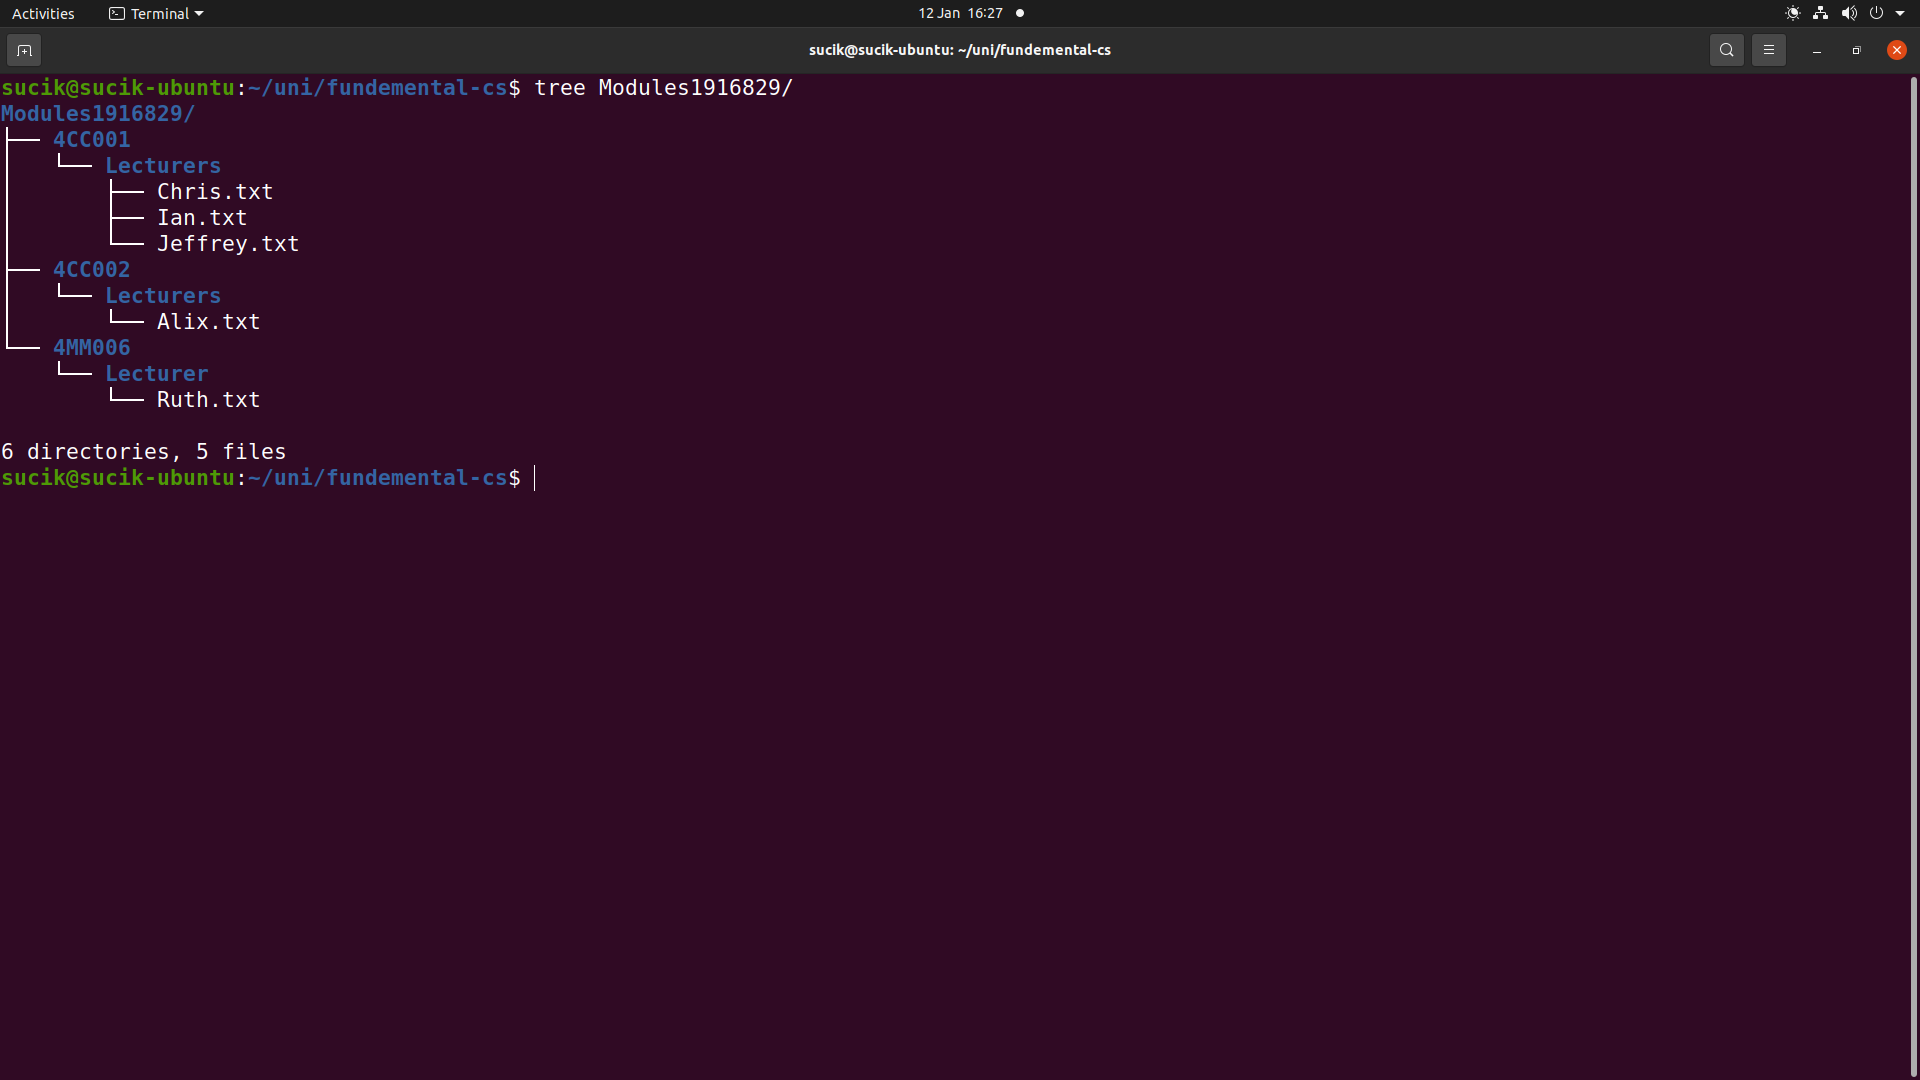 Activities Terminal 12 Jan 16:27
sucik@sucik-ubuntu: ~/uni/fundemental-cs
sucik@sucik-ubuntu:~/uni/fundemental-cs$ tree Modules1916829/
Modules1916829/
├── 4CC001
│   └── Lecturers
│       ├── Chris.txt
│       ├── Ian.txt
│       └── Jeffrey.txt
├── 4CC002
│   └── Lecturers
│       └── Alix.txt
└── 4MM006
    └── Lecturer
        └── Ruth.txt
6 directories, 5 files
sucik@sucik-ubuntu:~/uni/fundemental-cs$